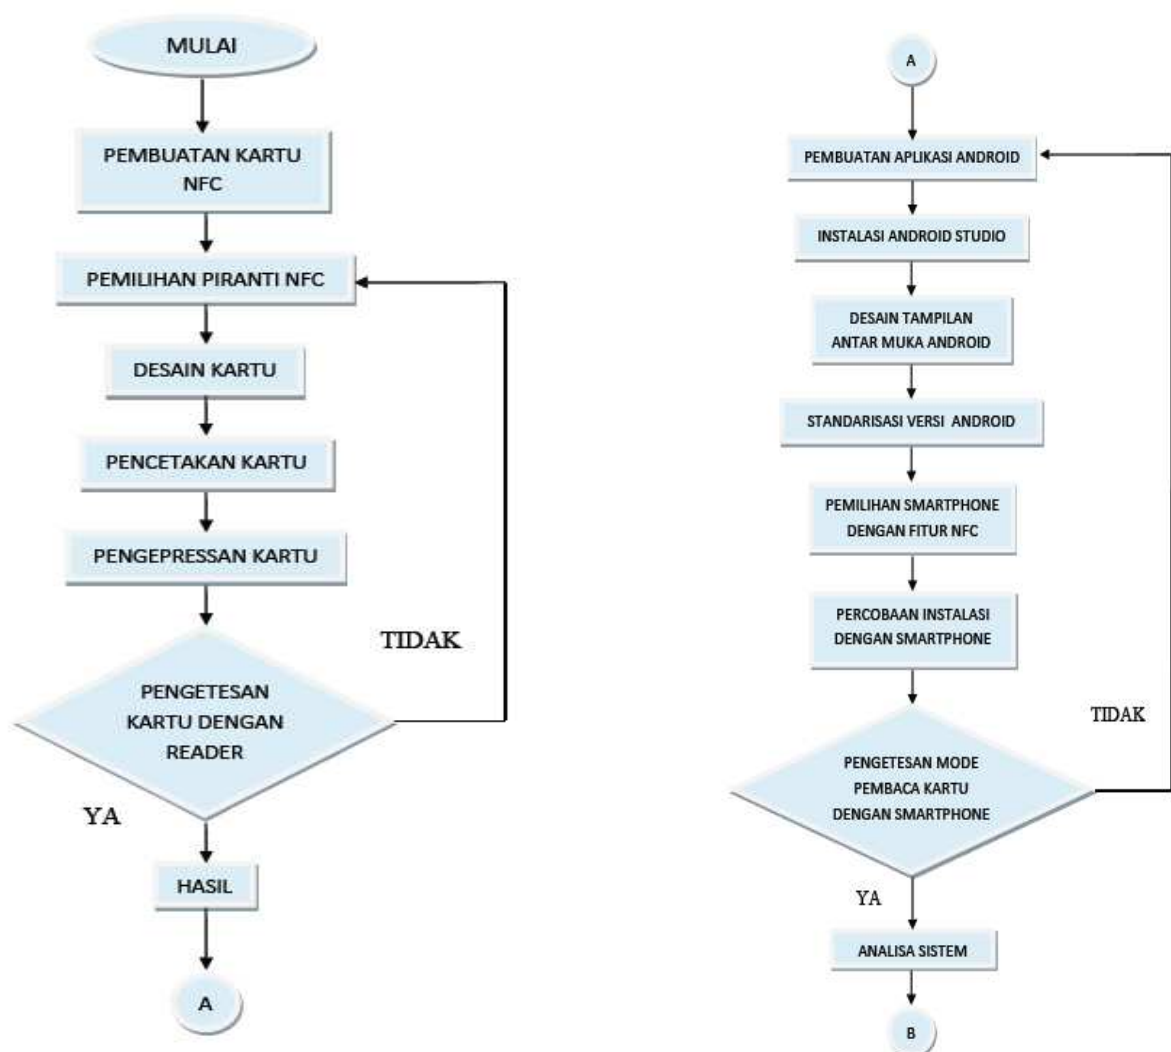 MULAI
PEMBUATAN KARTU
NFC
PEMILIHAN PIRANTI NFC
DESAIN KARTU
PENCETAKAN KARTU
PENGEPRESSAN KARTU
TIDAK
PENGETESAN
KARTU DENGAN
READER
YA
HASIL
A
A
PEMBUATAN APLIKASI ANDROID
INSTALASI ANDROID STUDIO
DESAIN TAMPILAN
ANTAR MUKA ANDROID
STANDARISASI VERSI ANDROID
PEMILIHAN SMARTPHONE
DENGAN FITUR NFC
PERCOBAAN INSTALASI
DENGAN SMARTPHONE
TIDAK
PENGETESAN MODE
PEMBACA KARTU
DENGAN SMARTPHONE
YA
ANALISA SISTEM
B